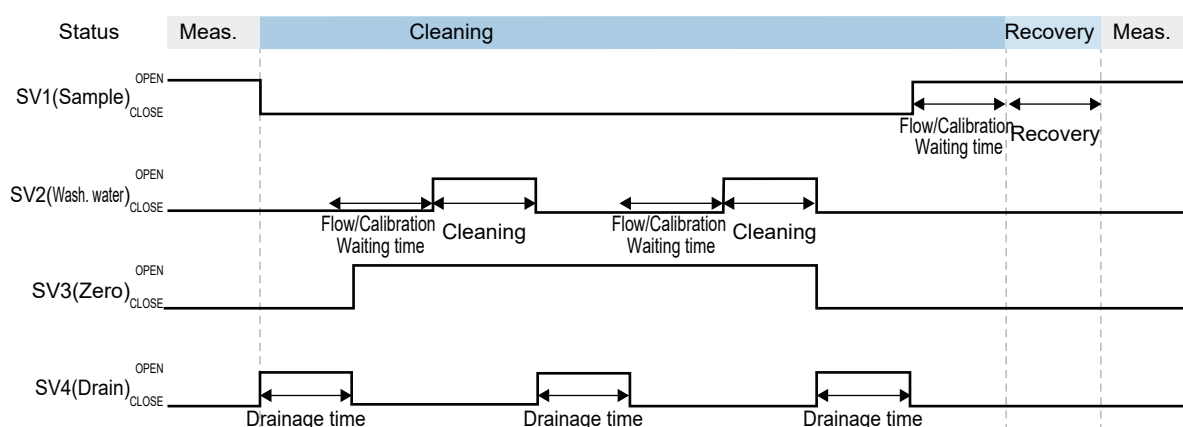 Status Meas. Cleaning Recovery Meas.
OPEN
SV1(Sample)
CLOSE
Flow/Calibration
Waiting time
Recovery
OPEN
SV2(Wash. water)
CLOSE
Flow/Calibration
Waiting time
Cleaning
Flow/Calibration
Waiting time
Cleaning
OPEN
SV3(Zero)
CLOSE
OPEN
SV4(Drain)
CLOSE
Drainage time Drainage time Drainage time